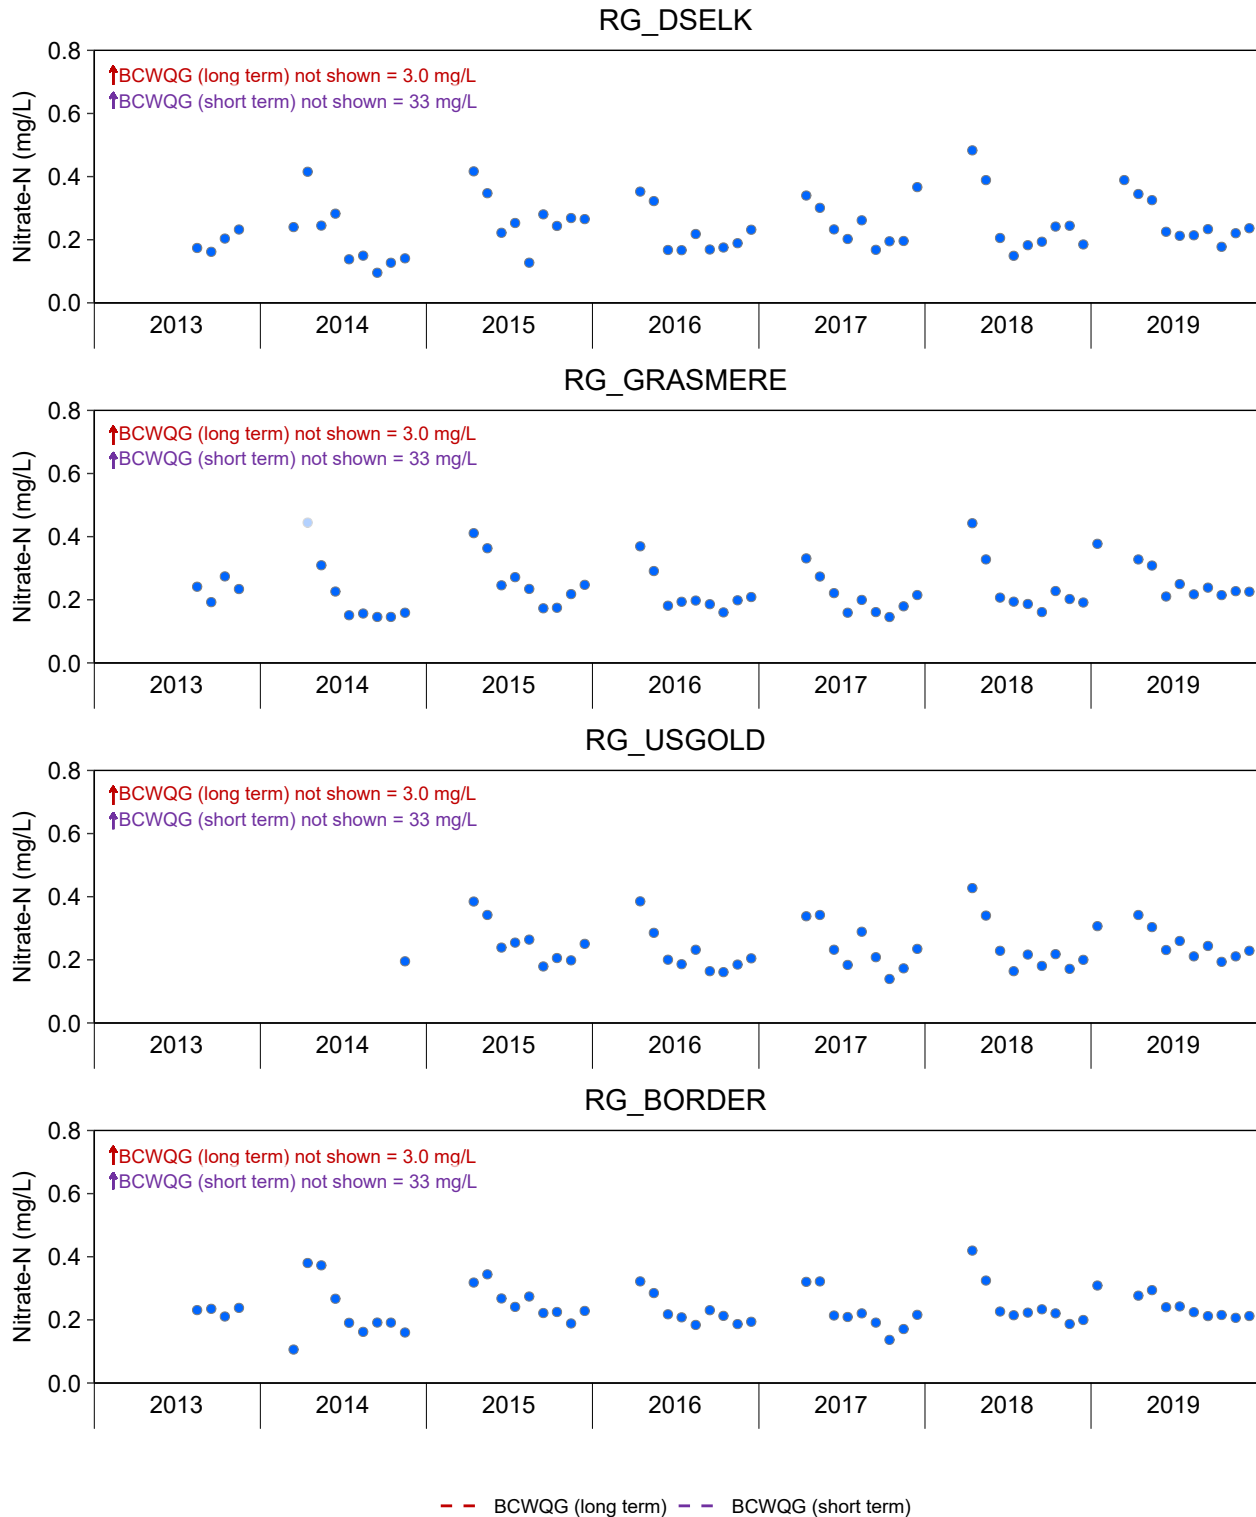 RG_DSELK
Nitrate-N (mg/L)
0.8
0.6
0.4
0.2
0.0
BCWQG (long term) not shown = 3.0 mg/L
BCWQG (short term) not shown = 33 mg/L
2013 2014 2015 2016 2017 2018 2019
RG_GRASMERE
Nitrate-N (mg/L)
0.8
0.6
0.4
0.2
0.0
BCWQG (long term) not shown = 3.0 mg/L
BCWQG (short term) not shown = 33 mg/L
2013 2014 2015 2016 2017 2018 2019
RG_USGOLD
Nitrate-N (mg/L)
0.8
0.6
0.4
0.2
0.0
BCWQG (long term) not shown = 3.0 mg/L
BCWQG (short term) not shown = 33 mg/L
2013 2014 2015 2016 2017 2018 2019
RG_BORDER
Nitrate-N (mg/L)
0.8
0.6
0.4
0.2
0.0
BCWQG (long term) not shown = 3.0 mg/L
BCWQG (short term) not shown = 33 mg/L
2013 2014 2015 2016 2017 2018 2019
BCWQG (long term) BCWQG (short term)